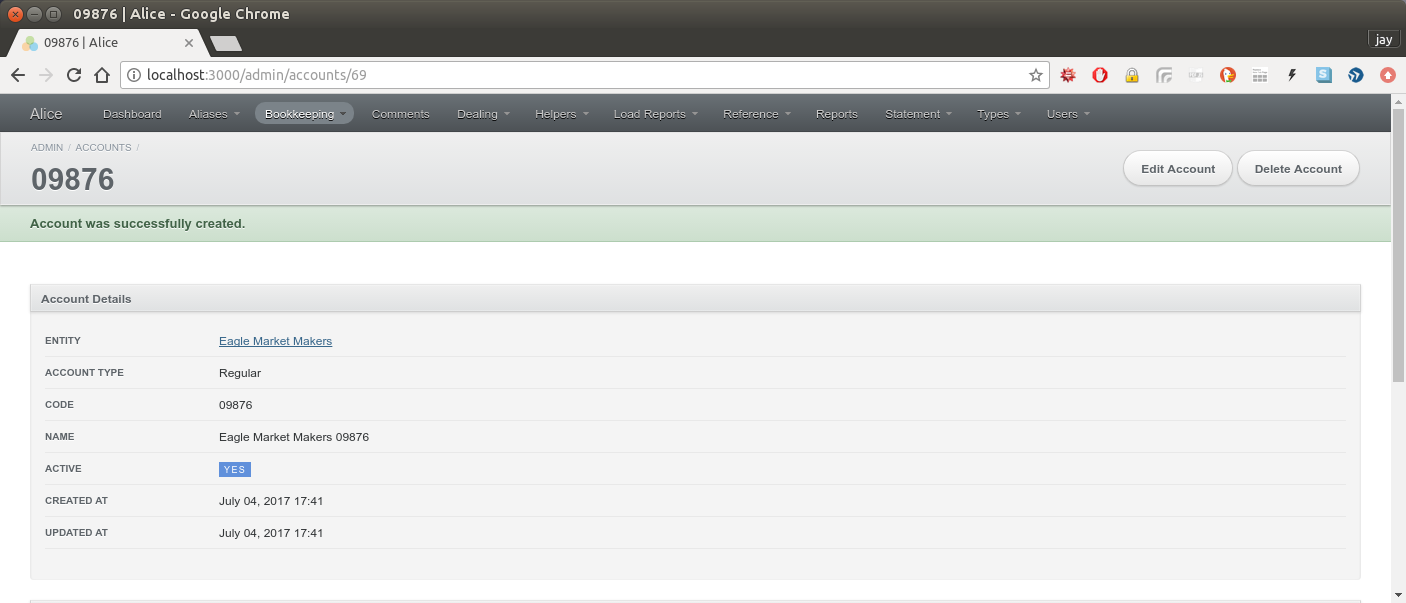 09876 | Alice - Google Chrome
09876 | Alice
jay
localhost:3000/admin/accounts/69
Alice Dashboard Aliases Bookkeeping Comments Dealing Helpers Load Reports Reference Reports Statement Types Users
ADMIN / ACCOUNTS /
09876
Edit Account Delete Account
Account was successfully created.
Account Details
ENTITY Eagle Market Makers
ACCOUNT TYPE Regular
CODE 09876
NAME Eagle Market Makers 09876
ACTIVE YES
CREATED AT July 04, 2017 17:41
UPDATED AT July 04, 2017 17:41